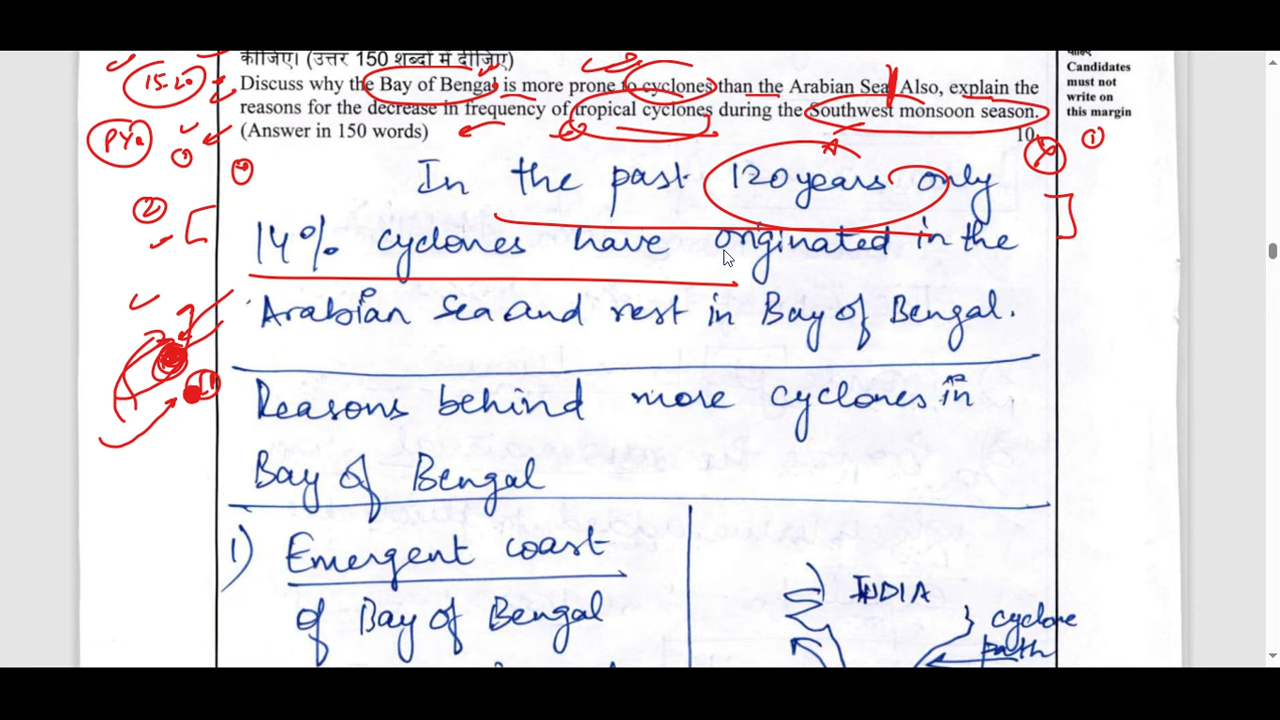 कीजिए। (उत्तर 150 शब्दों में दीजिए)
Discuss why the Bay of Bengal is more prone to cyclones than the Arabian Sea. Also, explain the
reasons for the decrease in frequency of tropical cyclones during the Southwest monsoon season.
(Answer in 150 words) 10
Candidates
must not
write on
this margin
15-20
PYQ
1
2
In the past 120 years only
14% cyclones have originated in the
Arabian Sea and rest in Bay of Bengal.
Reasons behind more cyclones in
Bay of Bengal
1) Emergent coast
of Bay of Bengal
INDIA
cyclone
path